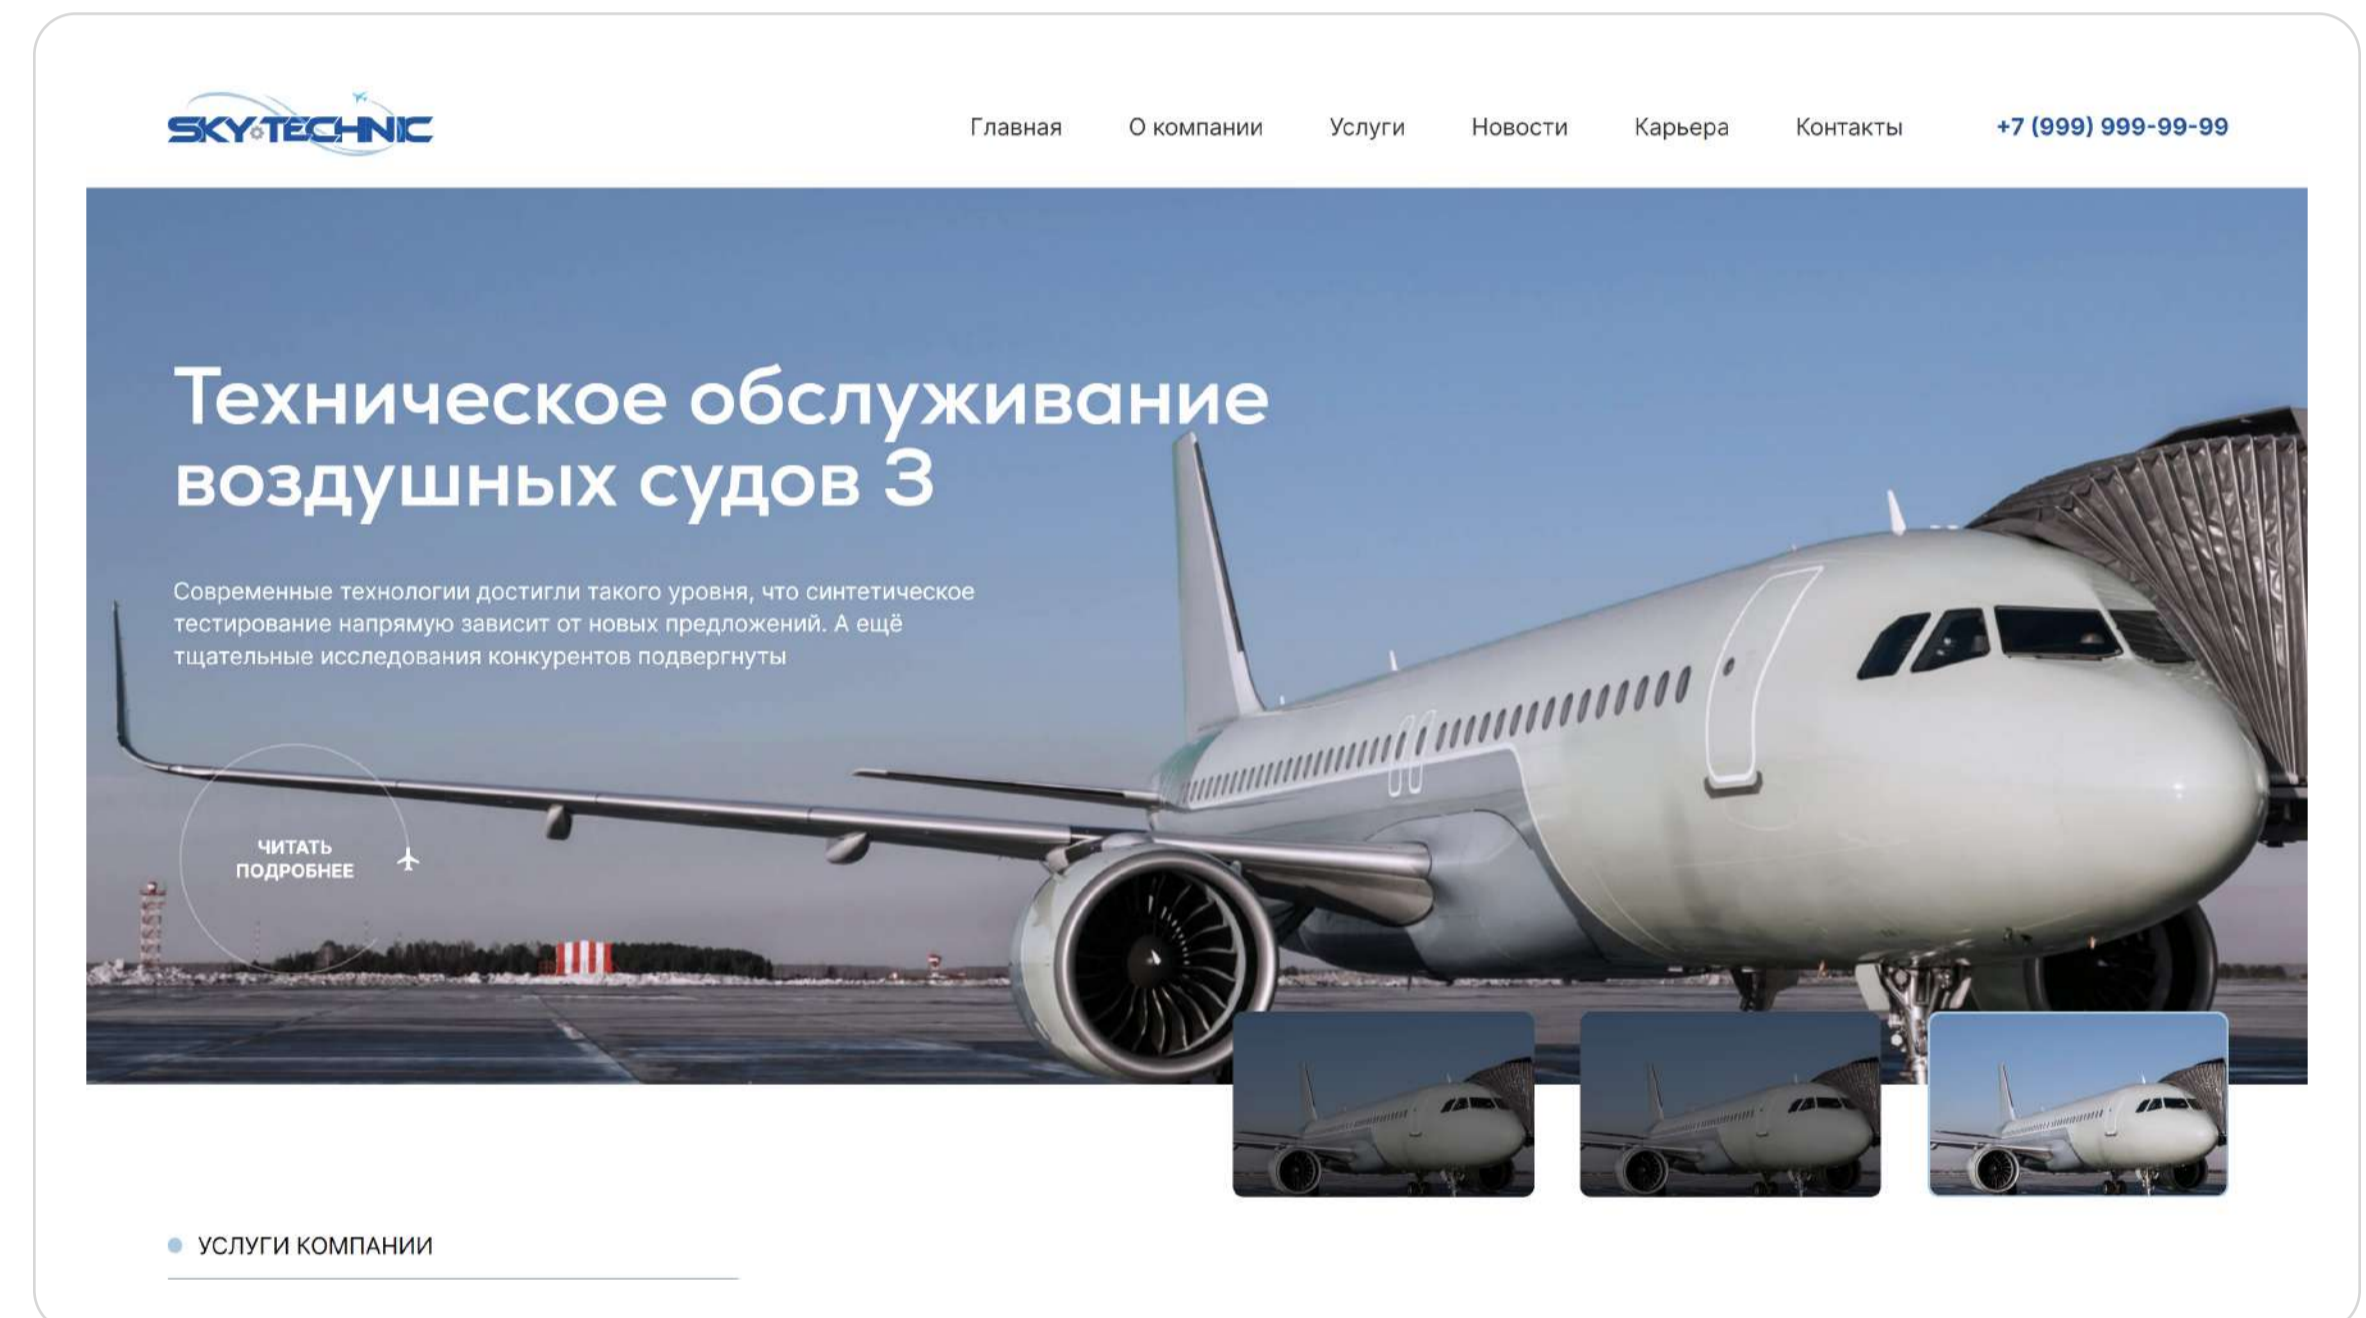 SKY TECHNIC
Главная
О компании
Услуги
Новости
Карьера
Контакты
+7 (999) 999-99-99
Техническое обслуживание
воздушных судов 3
Современные технологии достигли такого уровня, что синтетическое
тестирование напрямую зависит от новых предложений. А ещё
тщательные исследования конкурентов подвергнуты
ЧИТАТЬ
ПОДРОБНЕЕ
УСЛУГИ КОМПАНИИ